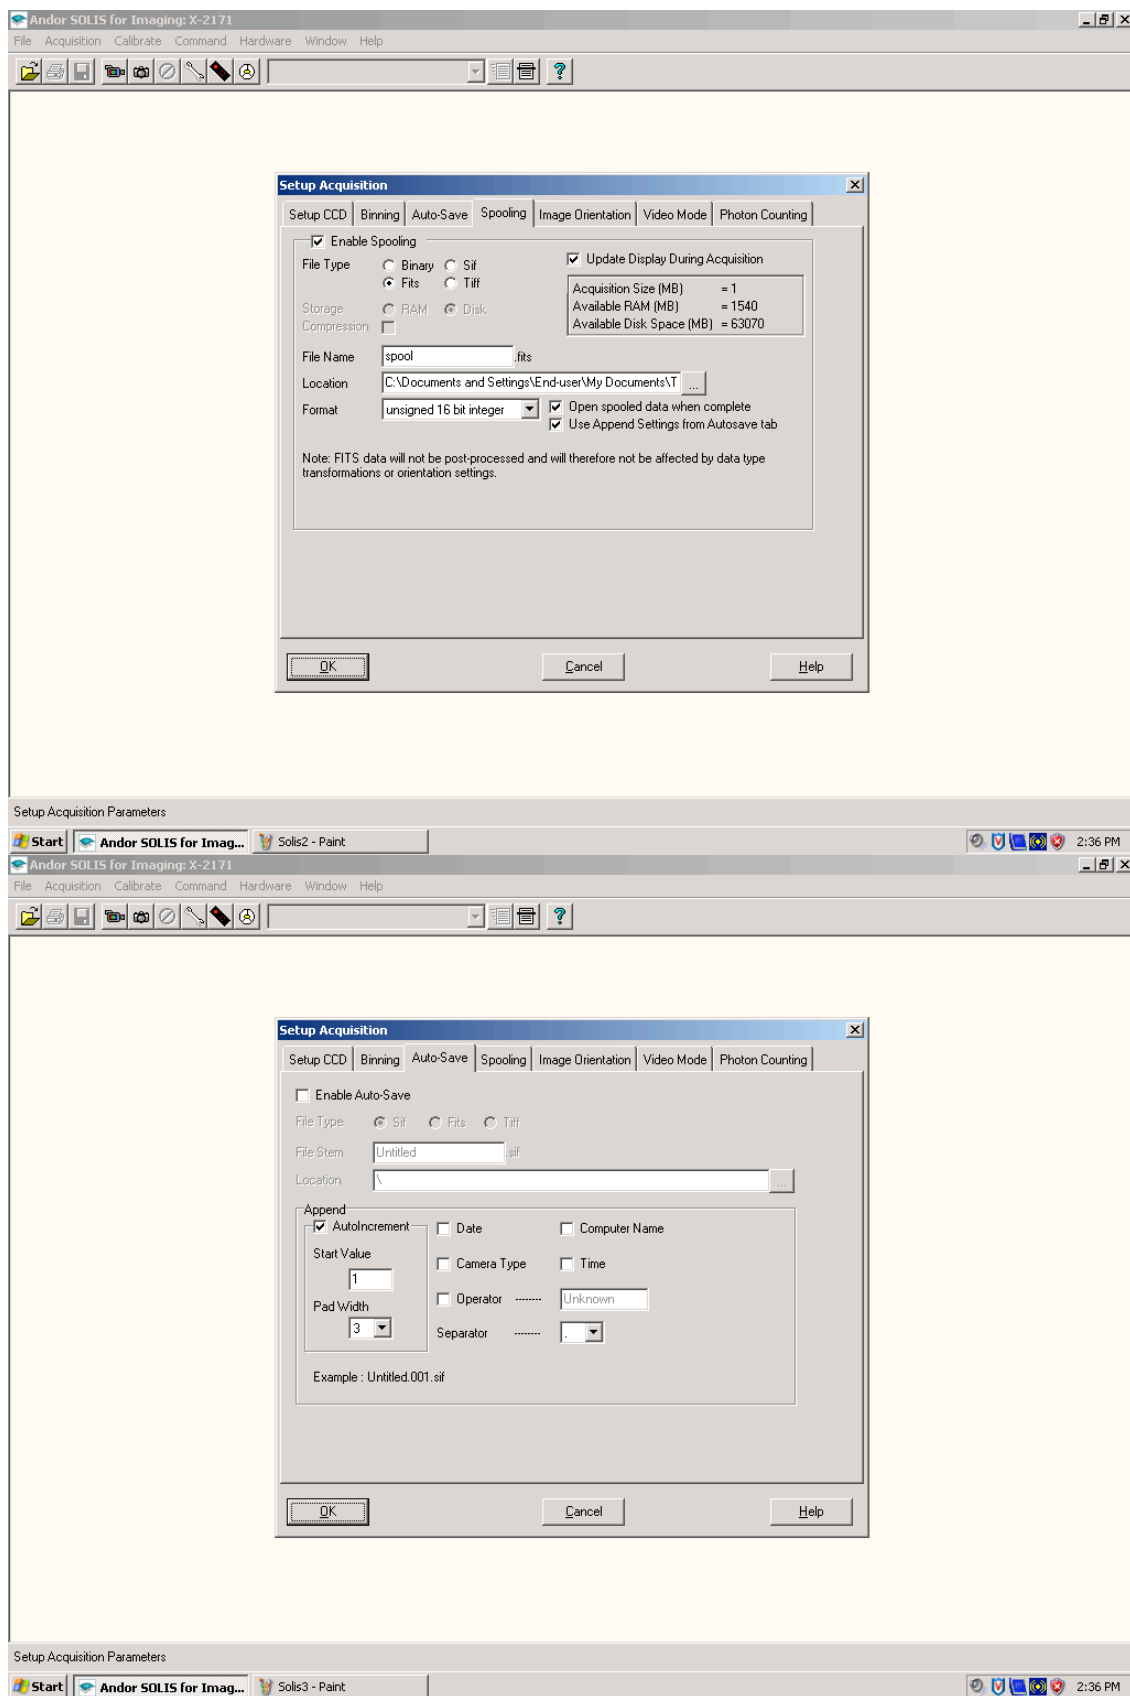 Andor SOLIS for Imaging: X-2171
File Acquisition Calibrate Command Hardware Window Help
Setup Acquisition
Setup CCD Binning Auto-Save Spooling Image Orientation Video Mode Photon Counting
Enable Spooling
Update Display During Acquisition
File Type Binary Sif
Fits Tiff
Acquisition Size (MB) = 1
Available RAM (MB) = 1540
Available Disk Space (MB) = 63070
Storage RAM Disk
Compression
File Name spool .fits
Location C:\Documents and Settings\End-user\My Documents\T ...
Format unsigned 16 bit integer
Open spooled data when complete
Use Append Settings from Autosave tab
Note: FITS data will not be post-processed and will therefore not be affected by data type
transformations or orientation settings.
OK Cancel Help
Setup Acquisition Parameters
Start Andor SOLIS for Imag... Solis2 - Paint 2:36 PM
Andor SOLIS for Imaging: X-2171
File Acquisition Calibrate Command Hardware Window Help
Setup Acquisition
Setup CCD Binning Auto-Save Spooling Image Orientation Video Mode Photon Counting
Enable Auto-Save
File Type Sif Fits Tiff
File Stem Untitled .sif
Location \ ...
Append
AutoIncrement Date Computer Name
Start Value
Camera Type Time
1
Operator -------- Unknown
Pad Width
3
Separator -------- .
Example : Untitled.001.sif
OK Cancel Help
Setup Acquisition Parameters
Start Andor SOLIS for Imag... Solis3 - Paint 2:36 PM